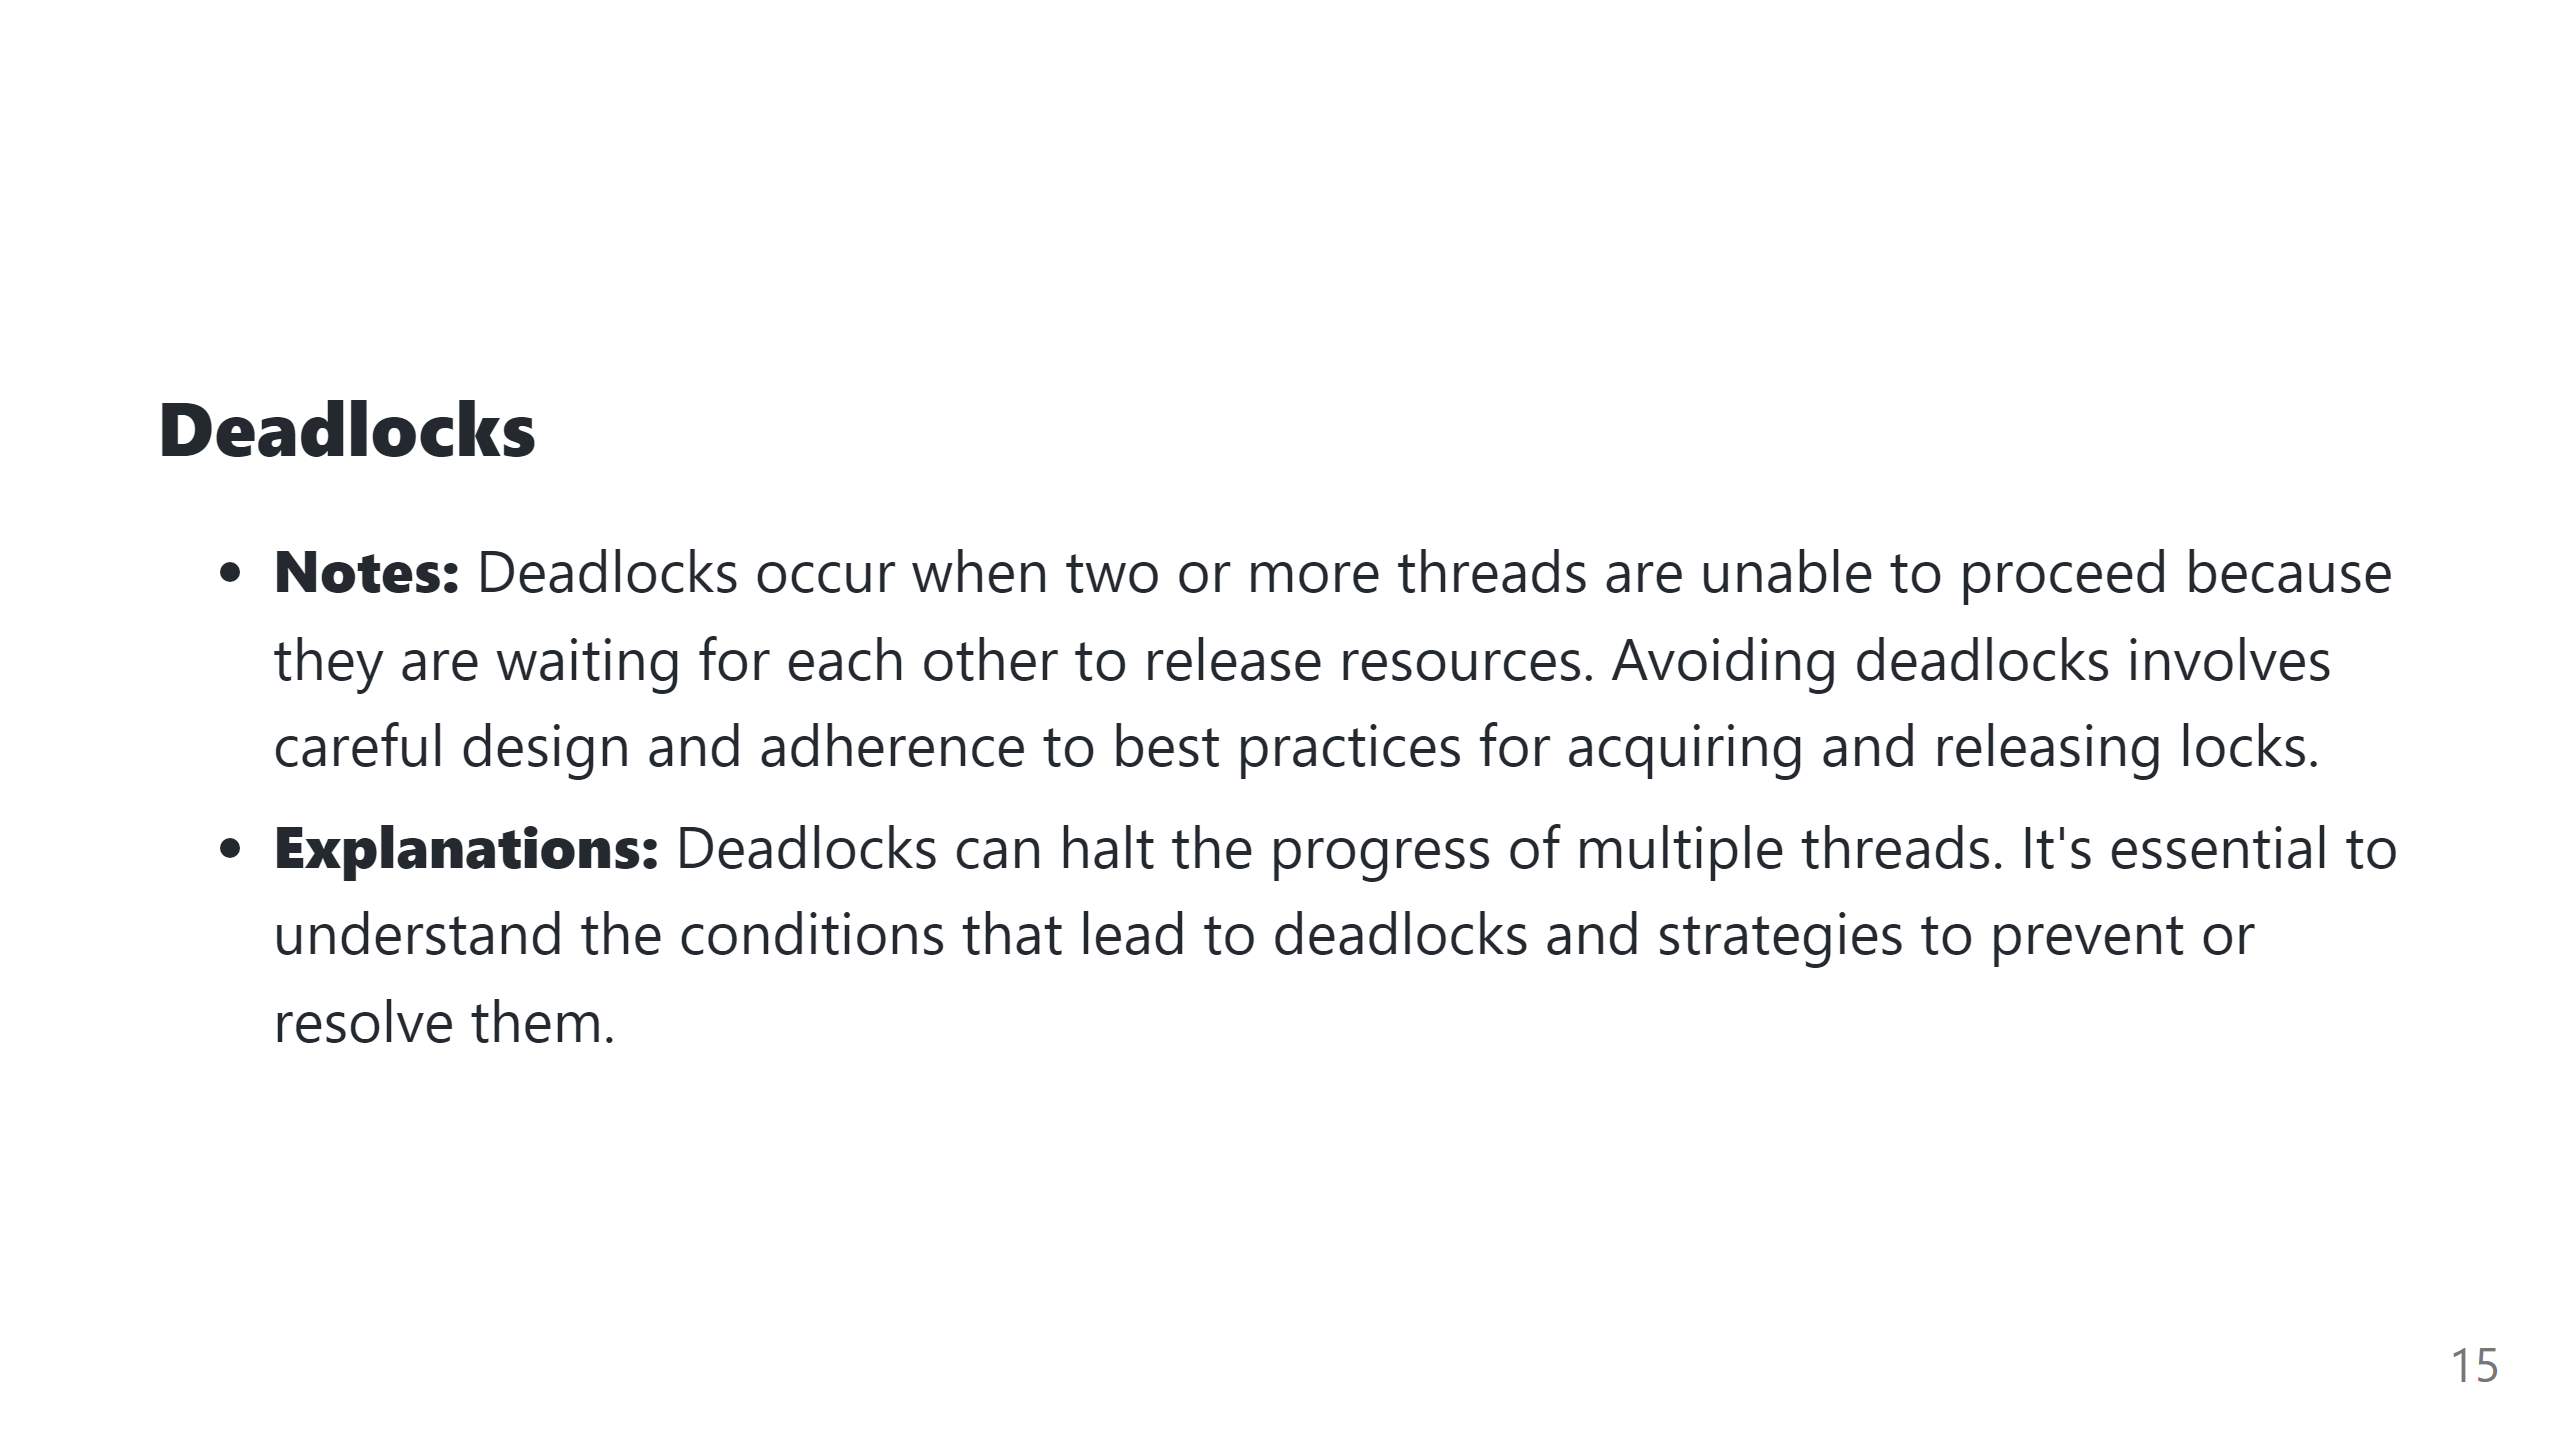 Deadlocks
• Notes: Deadlocks occur when two or more threads are unable to proceed because
they are waiting for each other to release resources. Avoiding deadlocks involves
careful design and adherence to best practices for acquiring and releasing locks.
• Explanations: Deadlocks can halt the progress of multiple threads. It's essential to
understand the conditions that lead to deadlocks and strategies to prevent or
resolve them.
15